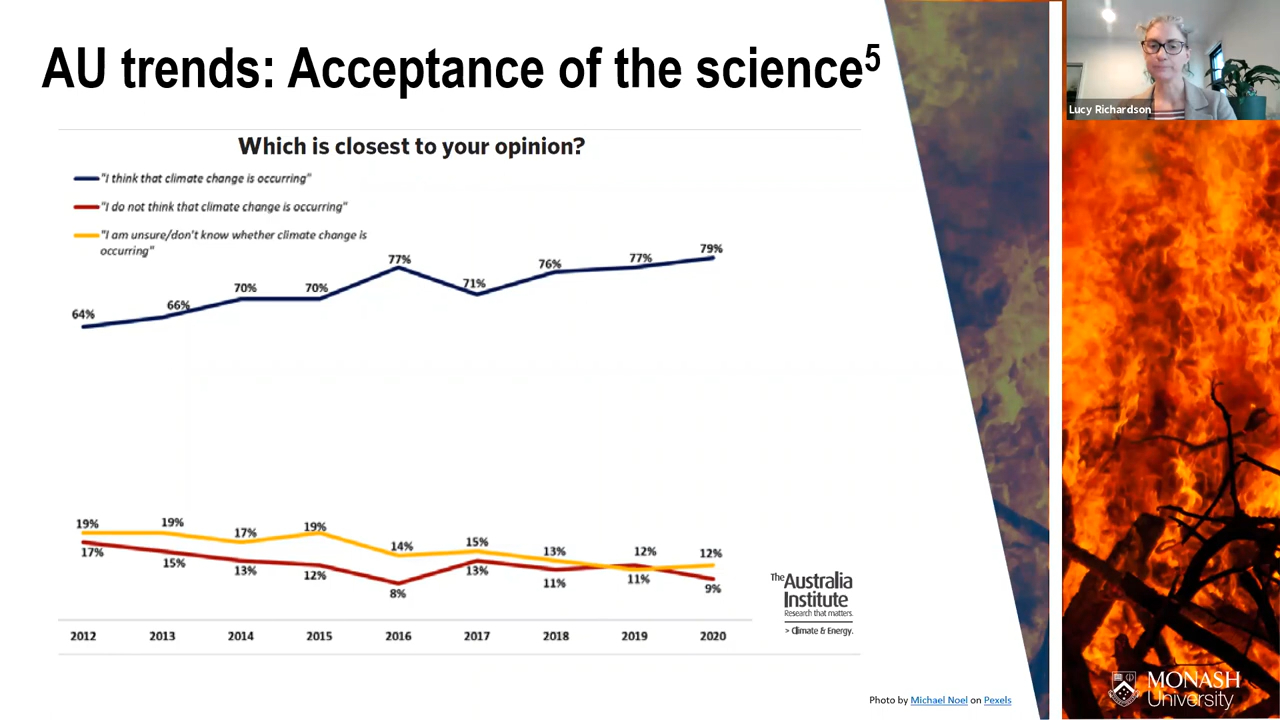 AU trends: Acceptance of the science5
Lucy Richardson
Which is closest to your opinion?
"I think that climate change is occurring"
"I do not think that climate change is occurring"
"I am unsure/don't know whether climate change is
occurring"
64%
66%
70%
70%
77%
71%
76%
77%
79%
19%
19%
17%
19%
14%
15%
13%
12%
12%
17%
15%
13%
12%
8%
13%
11%
11%
9%
2012 2013 2014 2015 2016 2017 2018 2019 2020
The Australia
Institute
Research that matters.
> Climate & Energy.
Photo by Michael Noel on Pexels
MONASH
University